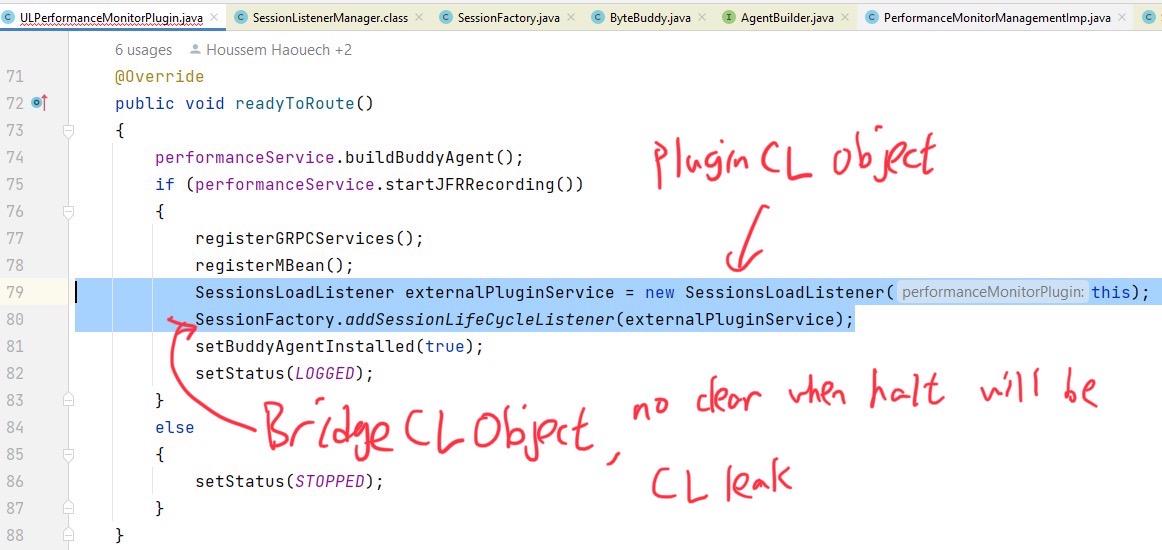 ULPerformanceMonitorPlugin.java × SessionListenerManager.class × SessionFactory.java × ByteBuddy.java × AgentBuilder.java × PerformanceMonitorManagementImp.java ×
6 usages Houssem Haouech +2
71 @Override
72 public void readyToRoute()
73 {
74 performanceService.buildBuddyAgent();
75 if (performanceService.startJFRRecording())
76 {
77 registerGRPCServices();
78 registerMBean();
79 SessionsLoadListener externalPluginService = new SessionsLoadListener( performanceMonitorPlugin: this);
80 SessionFactory.addSessionLifeCycleListener(externalPluginService);
81 setBuddyAgentInstalled(true);
82 setStatus(LOGGED);
83 }
84 else
85 {
86 setStatus(STOPPED);
87 }
88 }
plugin CL object
Bridge CL Object, no clear when halt will be
CL leak